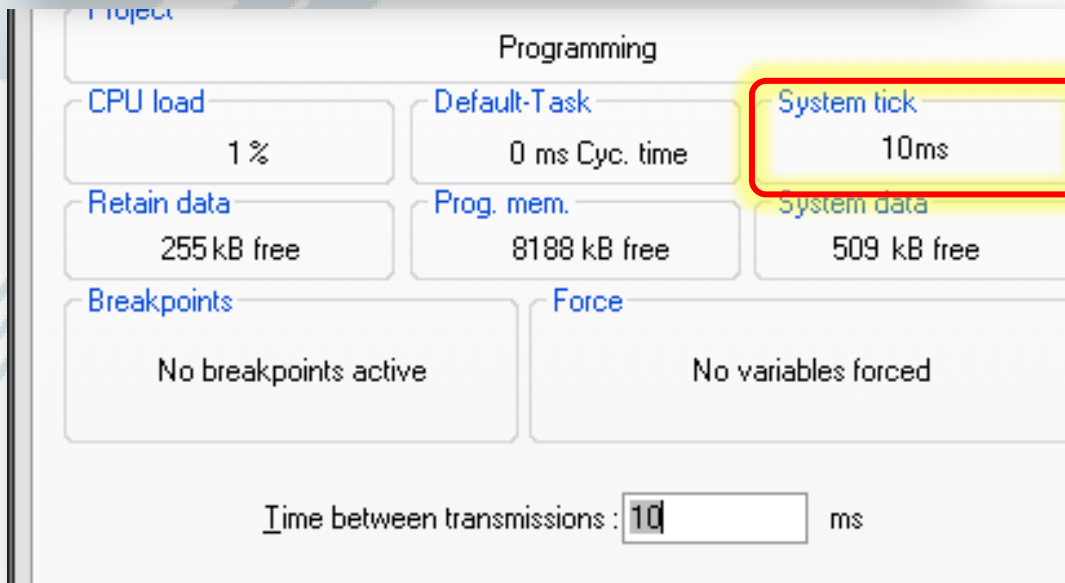 Project
Programming
CPU load
Default-Task
System tick
1 %
0 ms Cyc. time
10ms
Retain data
Prog. mem.
System data
255 kB free
8188 kB free
509 kB free
Breakpoints
Force
No breakpoints active
No variables forced
Time between transmissions : 10 ms